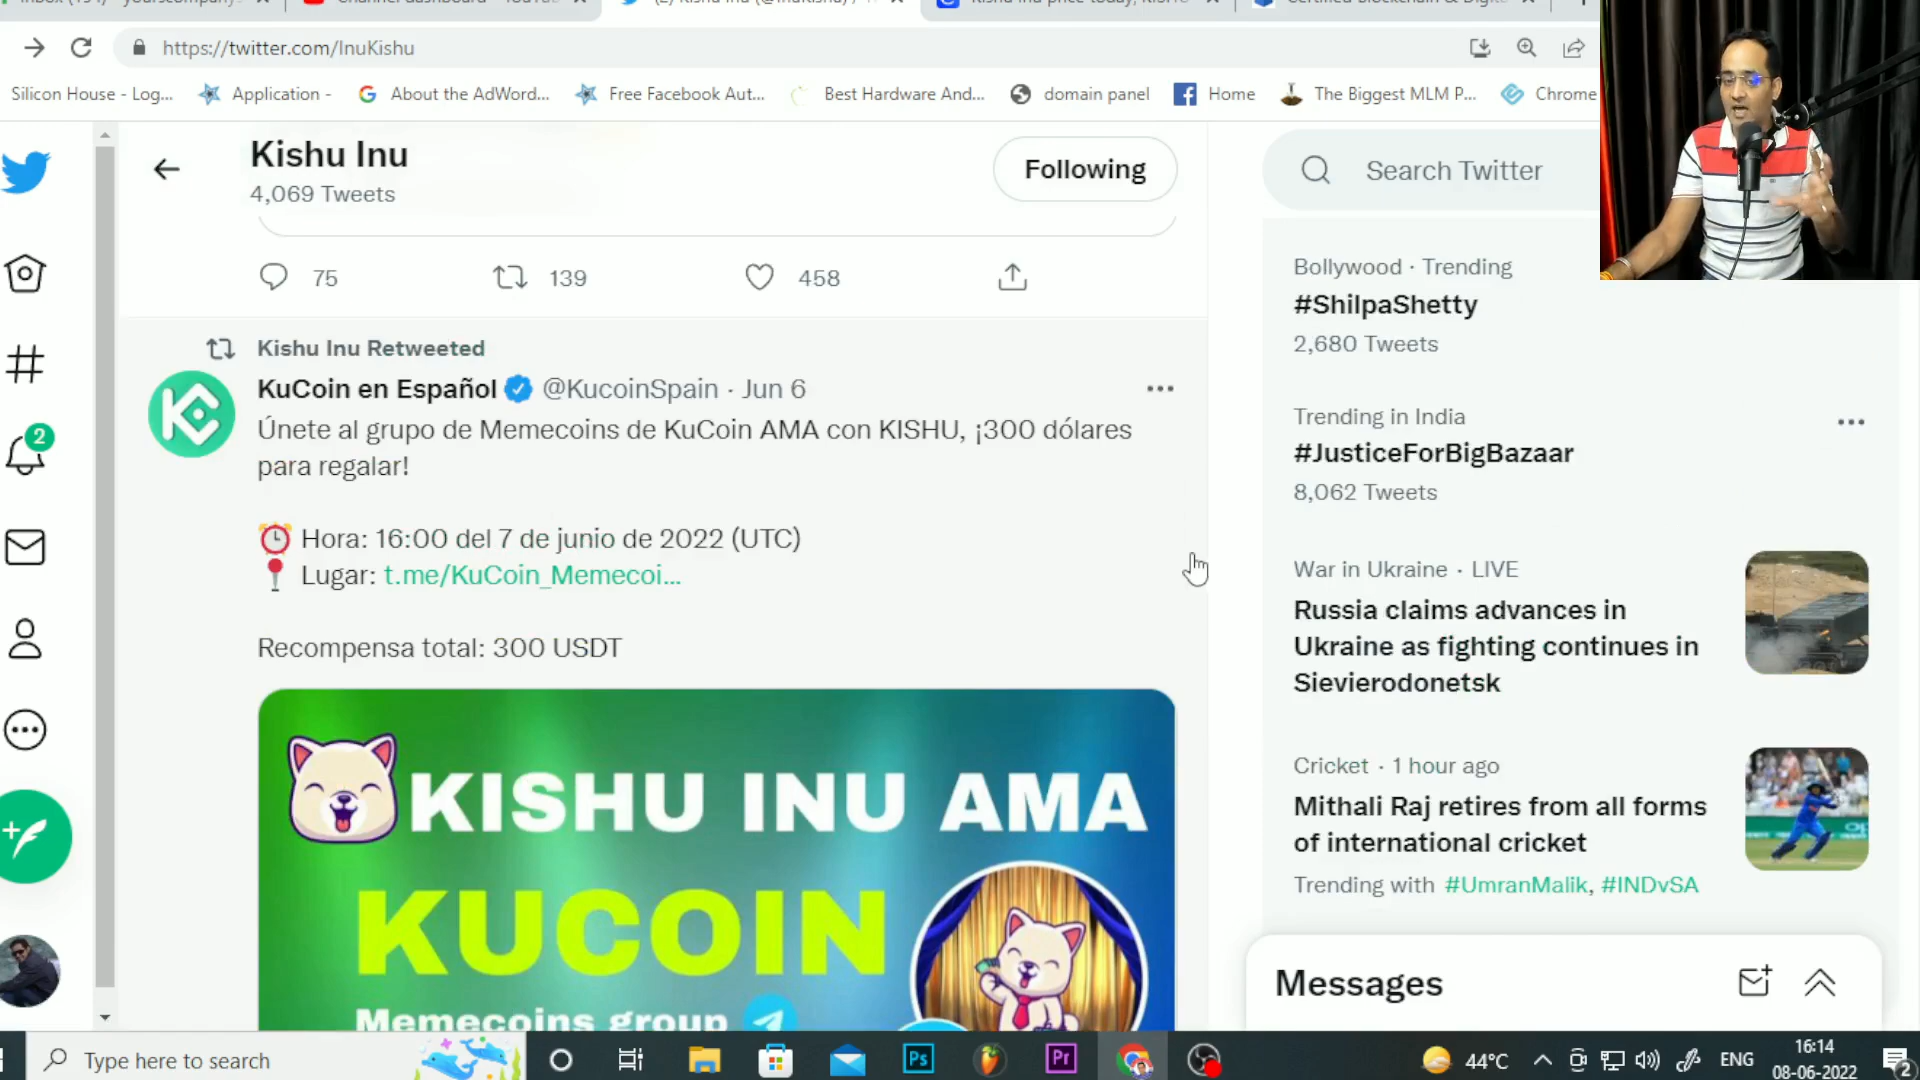 https://twitter.com/InuKishu
Silicon House - Log...
Application -
About the AdWord...
Free Facebook Aut...
Best Hardware And...
domain panel
Home
The Biggest MLM P...
Chrome
Kishu Inu
4,069 Tweets
Following
Search Twitter
75
139
458
Kishu Inu Retweeted
KuCoin en Español @KucoinSpain · Jun 6
Únete al grupo de Memecoins de KuCoin AMA con KISHU, ¡300 dólares
para regalar!
Hora: 16:00 del 7 de junio de 2022 (UTC)
Lugar: t.me/KuCoin_Memecoi...
Recompensa total: 300 USDT
KISHU INU AMA
KUCOIN
Memecoins group
Bollywood · Trending
#ShilpaShetty
2,680 Tweets
Trending in India
#JusticeForBigBazaar
8,062 Tweets
War in Ukraine · LIVE
Russia claims advances in
Ukraine as fighting continues in
Sievierodonetsk
Cricket · 1 hour ago
Mithali Raj retires from all forms
of international cricket
Trending with #UmranMalik, #INDvSA
Messages
2
Type here to search
Ps
Pr
44°C
ENG
16:14
08-06-2022
2